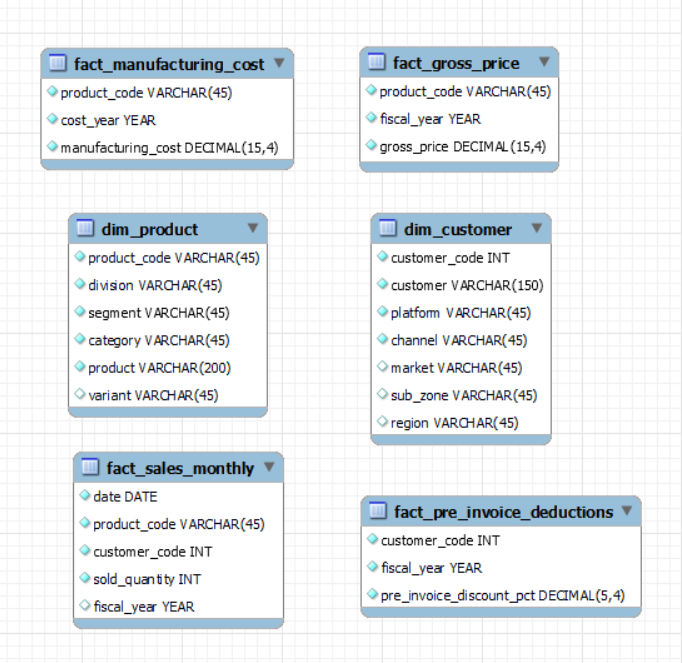 fact_manufacturing_cost
product_code VARCHAR(45)
cost_year YEAR
manufacturing_cost DECIMAL(15,4)
fact_gross_price
product_code VARCHAR(45)
fiscal_year YEAR
gross_price DECIMAL(15,4)
dim_product
product_code VARCHAR(45)
division VARCHAR(45)
segment VARCHAR(45)
category VARCHAR(45)
product VARCHAR(200)
variant VARCHAR(45)
dim_customer
customer_code INT
customer VARCHAR(150)
platform VARCHAR(45)
channel VARCHAR(45)
market VARCHAR(45)
sub_zone VARCHAR(45)
region VARCHAR(45)
fact_sales_monthly
date DATE
product_code VARCHAR(45)
customer_code INT
sold_quantity INT
fiscal_year YEAR
fact_pre_invoice_deductions
customer_code INT
fiscal_year YEAR
pre_invoice_discount_pct DECIMAL(5,4)